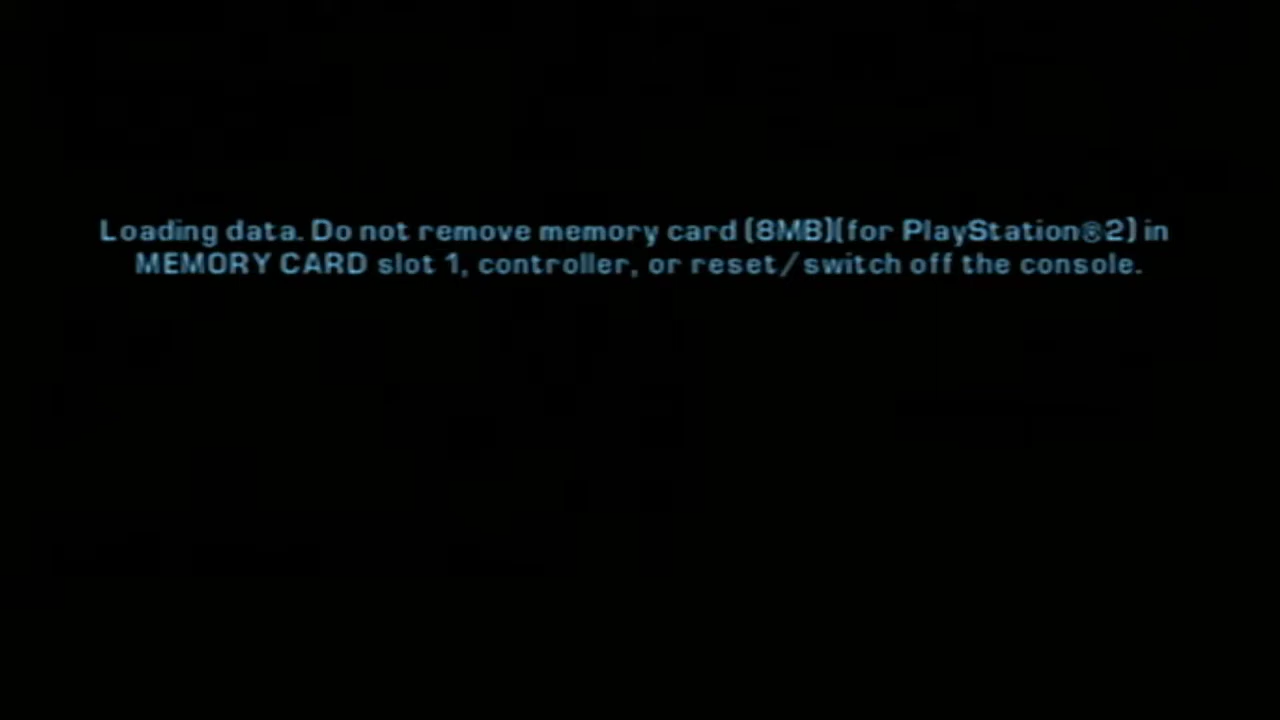 Loading data. Do not remove memory card (8MB)(for PlayStation®2) in
MEMORY CARD slot 1, controller, or reset/switch off the console.